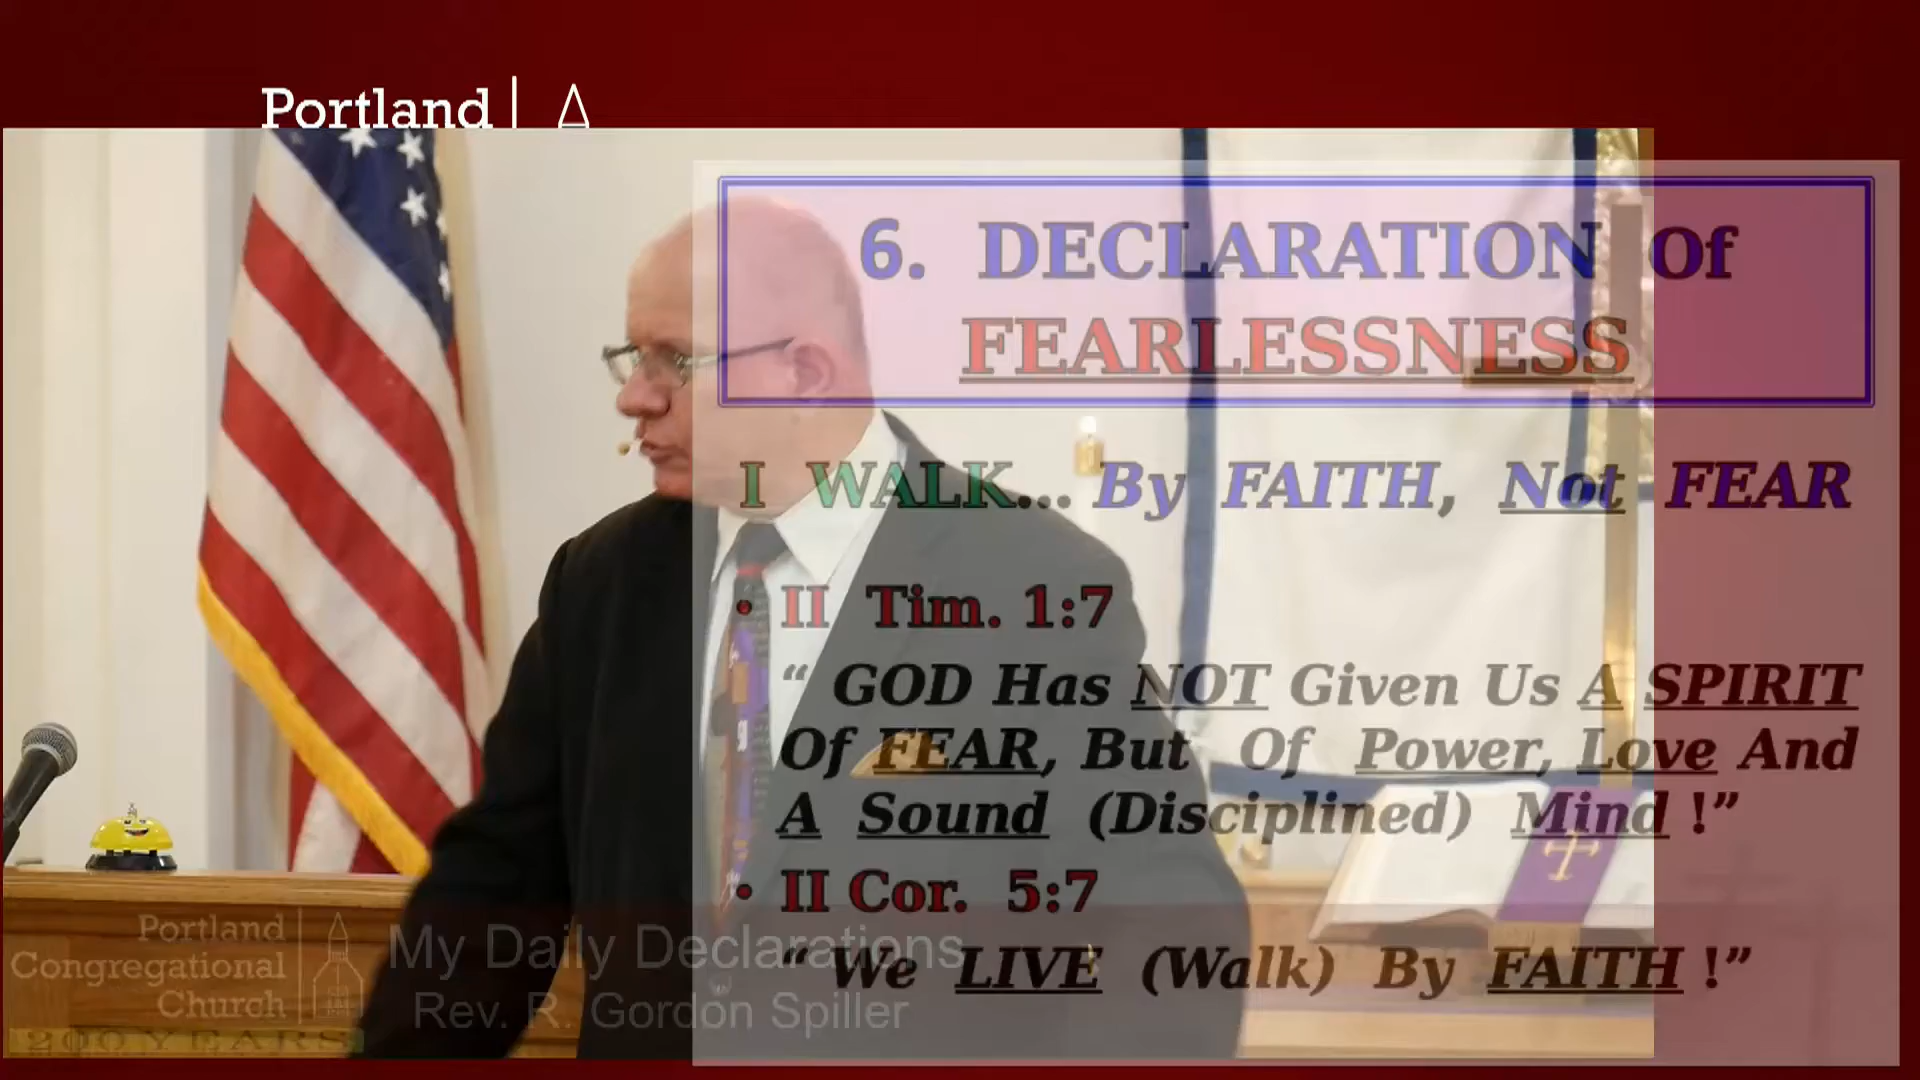 Portland
6. DECLARATION Of
FEARLESSNESS
I WALK... By FAITH, Not FEAR
• II Tim. 1:7
“ GOD Has NOT Given Us A SPIRIT
Of FEAR, But Of Power, Love And
A Sound (Disciplined) Mind !”
• II Cor. 5:7
“ We LIVE (Walk) By FAITH !”
Portland
Congregational
Church
200 YEARS
My Daily Declarations
Rev. R. Gordon Spiller